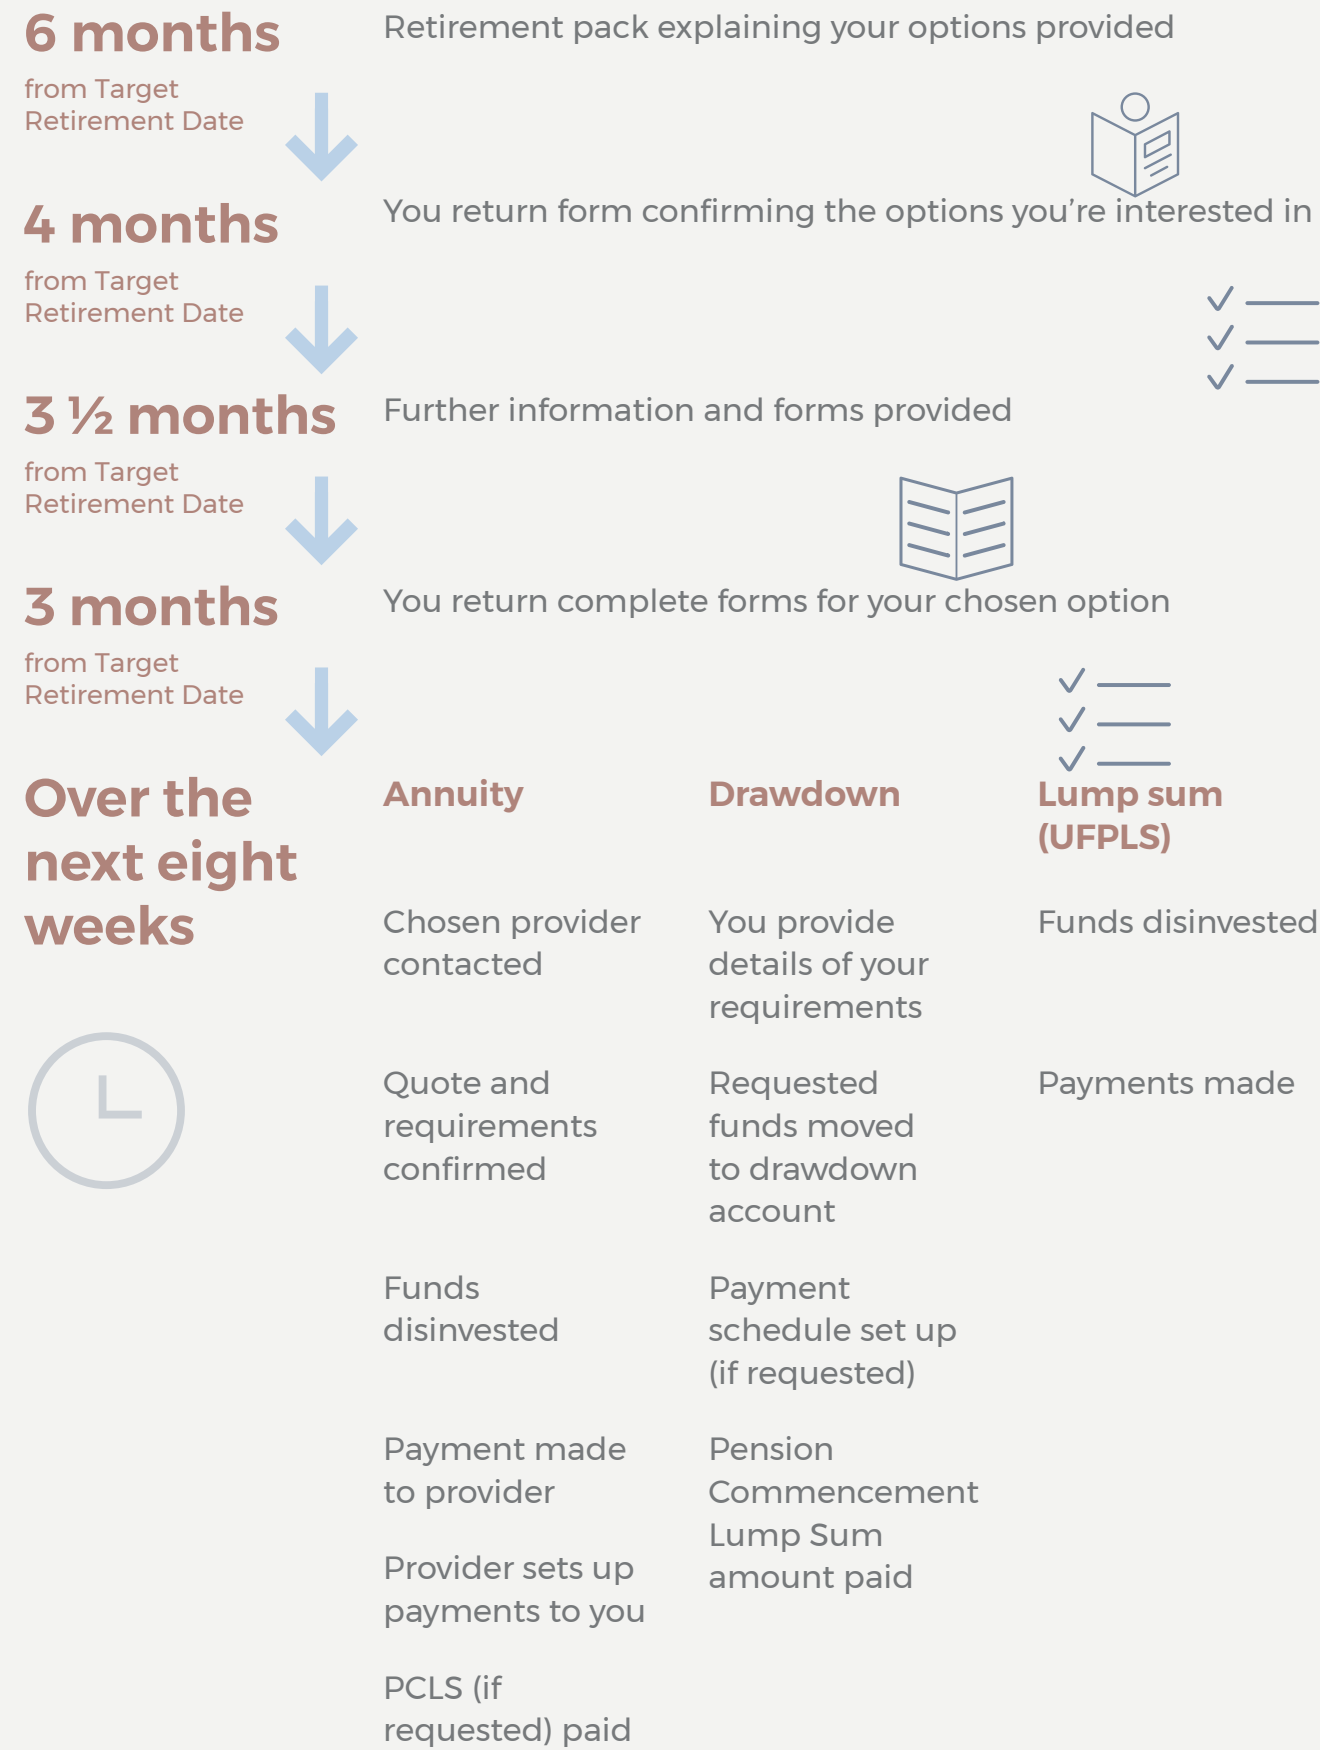 6 months
Retirement pack explaining your options provided
from Target
Retirement Date
4 months
You return form confirming the options you’re interested in
from Target
Retirement Date
3 ½ months
Further information and forms provided
from Target
Retirement Date
3 months
You return complete forms for your chosen option
from Target
Retirement Date
Over the
next eight
weeks
Annuity
Chosen provider
contacted
Quote and
requirements
confirmed
Funds
disinvested
Payment made
to provider
Provider sets up
payments to you
PCLS (if
requested) paid
Drawdown
You provide
details of your
requirements
Requested
funds moved
to drawdown
account
Payment
schedule set up
(if requested)
Pension
Commencement
Lump Sum
amount paid
Lump sum
(UFPLS)
Funds disinvested
Payments made